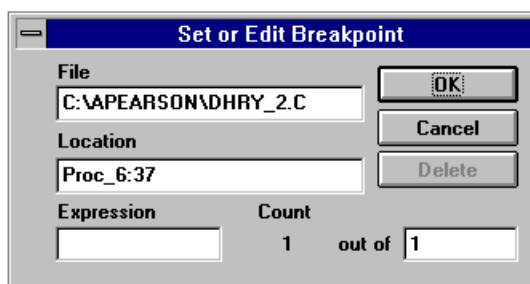 Set or Edit Breakpoint
File
OK
C:\APEARSON\DHRY_2.C
Cancel
Location
Proc_6:37
Delete
Expression Count
1 out of 1